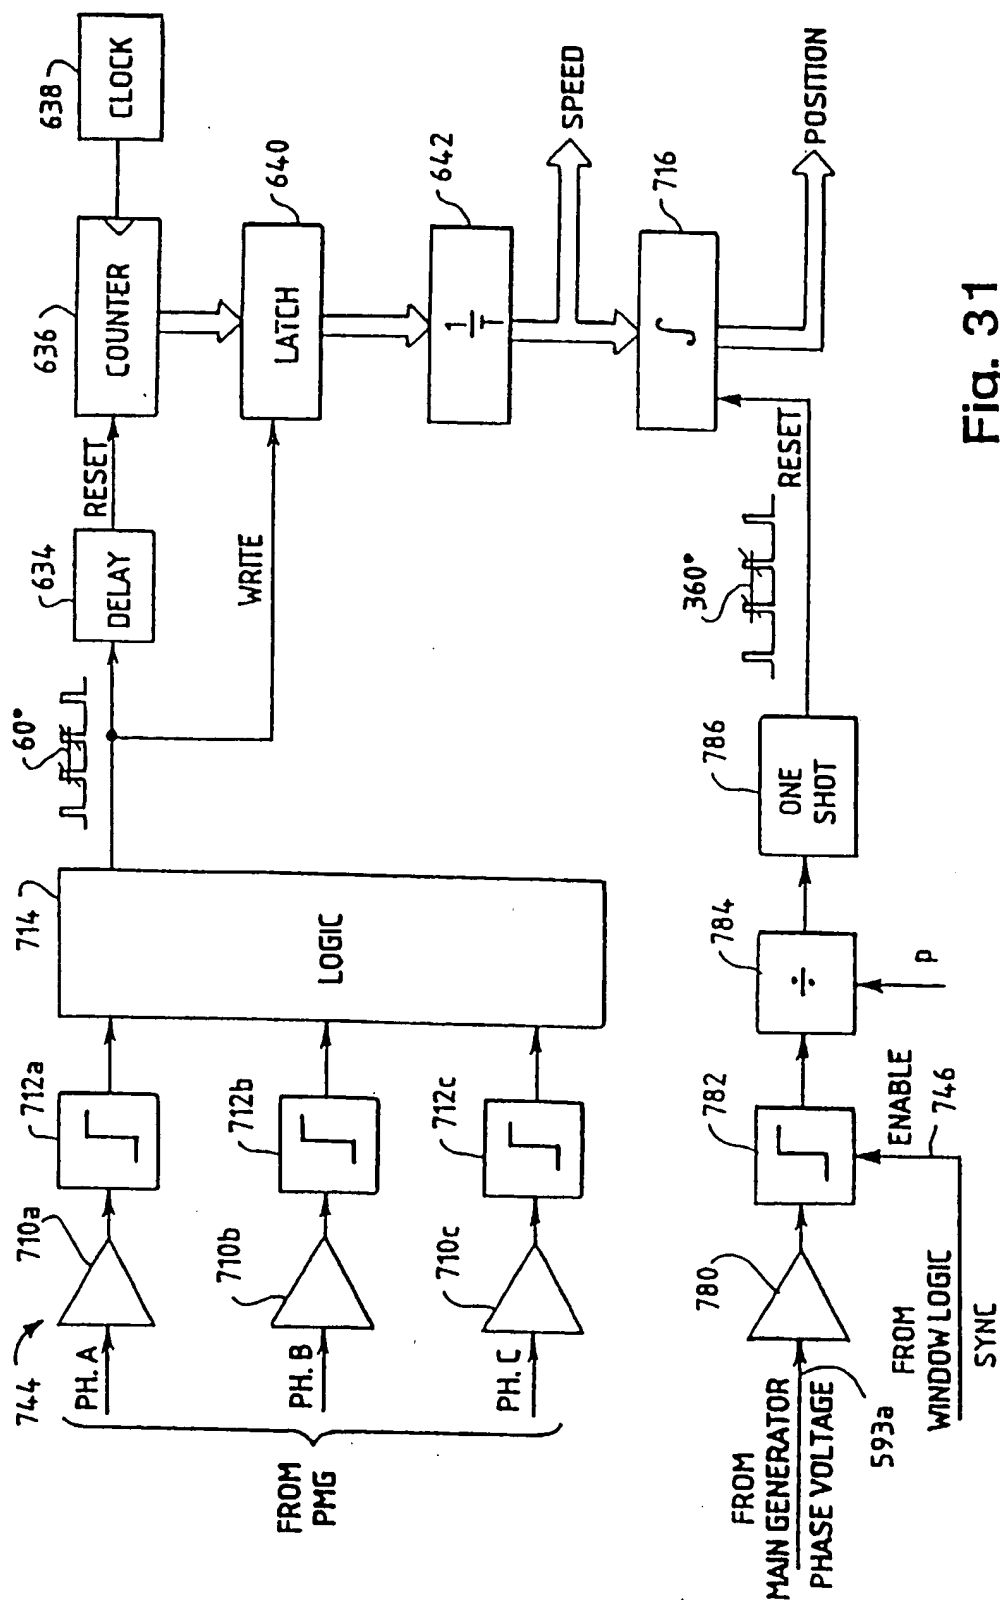 744
FROM
PMG
PH. A
PH. B
PH. C
710a
710b
710c
712a
712b
712c
714
LOGIC
60°
634
DELAY
RESET
WRITE
636
COUNTER
638
CLOCK
LATCH
640
1
T
642
SPEED
∫
716
POSITION
FROM
MAIN GENERATOR
PHASE VOLTAGE
593a
780
FROM
WINDOW LOGIC
SYNC
782
ENABLE
746
784
÷
P
786
ONE
SHOT
360°
RESET
Fig. 31